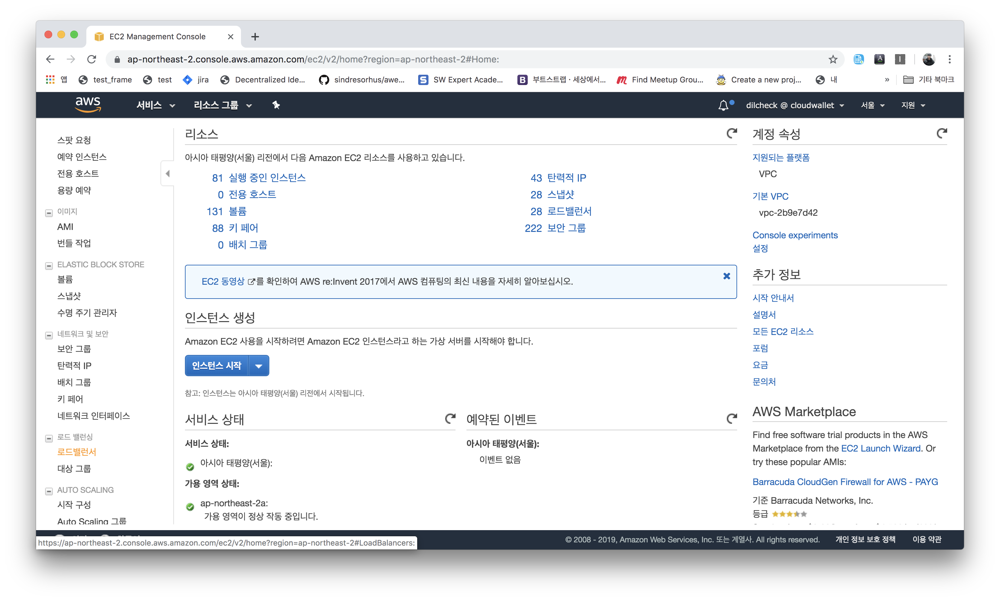 EC2 Management Console
ap-northeast-2.console.aws.amazon.com/ec2/v2/home?region=ap-northeast-2#Home:
앱 test_frame test jira Decentralized Ide... sindresorhus/awe... SW Expert Acade... 부트스트랩 · 세상에서... Find Meetup Grou... Create a new proj... 내 » 기타 북마크
aws 서비스 리소스 그룹 dilcheck @ cloudwallet 서울 지원
스팟 요청
예약 인스턴스
전용 호스트
용량 예약
이미지
AMI
번들 작업
ELASTIC BLOCK STORE
볼륨
스냅샷
수명 주기 관리자
네트워크 및 보안
보안 그룹
탄력적 IP
배치 그룹
키 페어
네트워크 인터페이스
로드 밸런싱
로드밸런서
대상 그룹
AUTO SCALING
시작 구성
Auto Scaling 그룹
리소스
아시아 태평양(서울) 리전에서 다음 Amazon EC2 리소스를 사용하고 있습니다.
81 실행 중인 인스턴스
0 전용 호스트
131 볼륨
88 키 페어
0 배치 그룹
43 탄력적 IP
28 스냅샷
28 로드밸런서
222 보안 그룹
EC2 동영상 를 확인하여 AWS re:Invent 2017에서 AWS 컴퓨팅의 최신 내용을 자세히 알아보십시오.
인스턴스 생성
Amazon EC2 사용을 시작하려면 Amazon EC2 인스턴스라고 하는 가상 서버를 시작해야 합니다.
인스턴스 시작
참고: 인스턴스는 아시아 태평양(서울) 리전에서 시작됩니다.
서비스 상태
서비스 상태:
아시아 태평양(서울):
가용 영역 상태:
ap-northeast-2a:
가용 영역이 정상 작동 중입니다.
예약된 이벤트
아시아 태평양(서울):
이벤트 없음
계정 속성
지원되는 플랫폼
VPC
기본 VPC
vpc-2b9e7d42
Console experiments
설정
추가 정보
시작 안내서
설명서
모든 EC2 리소스
포럼
요금
문의처
AWS Marketplace
Find free software trial products in the AWS
Marketplace from the EC2 Launch Wizard. Or
try these popular AMIs:
Barracuda CloudGen Firewall for AWS - PAYG
기준 Barracuda Networks, Inc.
등급
https://ap-northeast-2.console.aws.amazon.com/ec2/v2/home?region=ap-northeast-2#LoadBalancers:
© 2008 - 2019, Amazon Web Services, Inc. 또는 계열사. All rights reserved. 개인 정보 보호 정책 이용 약관